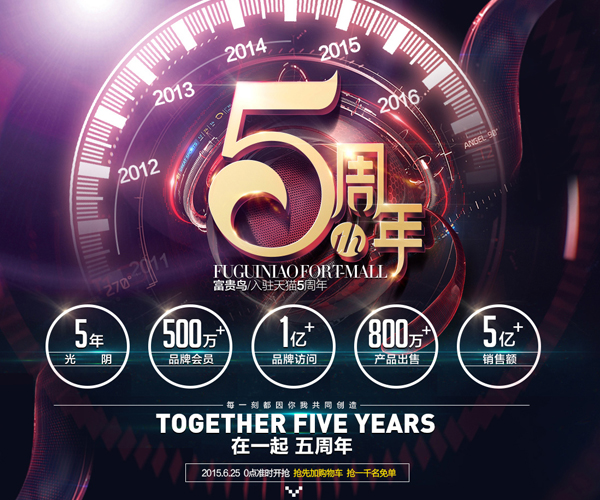 2011
2012
2013
2014
2015
2016
270°
ANGEL 98°
5周年
FUGUINIAO FOR T-MALL
富贵鸟/入驻天猫5周年
5年
光 阴
500万+
品牌会员
1亿+
品牌访问
800万+
产品出售
5亿+
销售额
每一刻都因你我共同创造
TOGETHER FIVE YEARS
在一起 五周年
2015.6.25 0点准时开抢 抢先加购物车 抢一千名免单